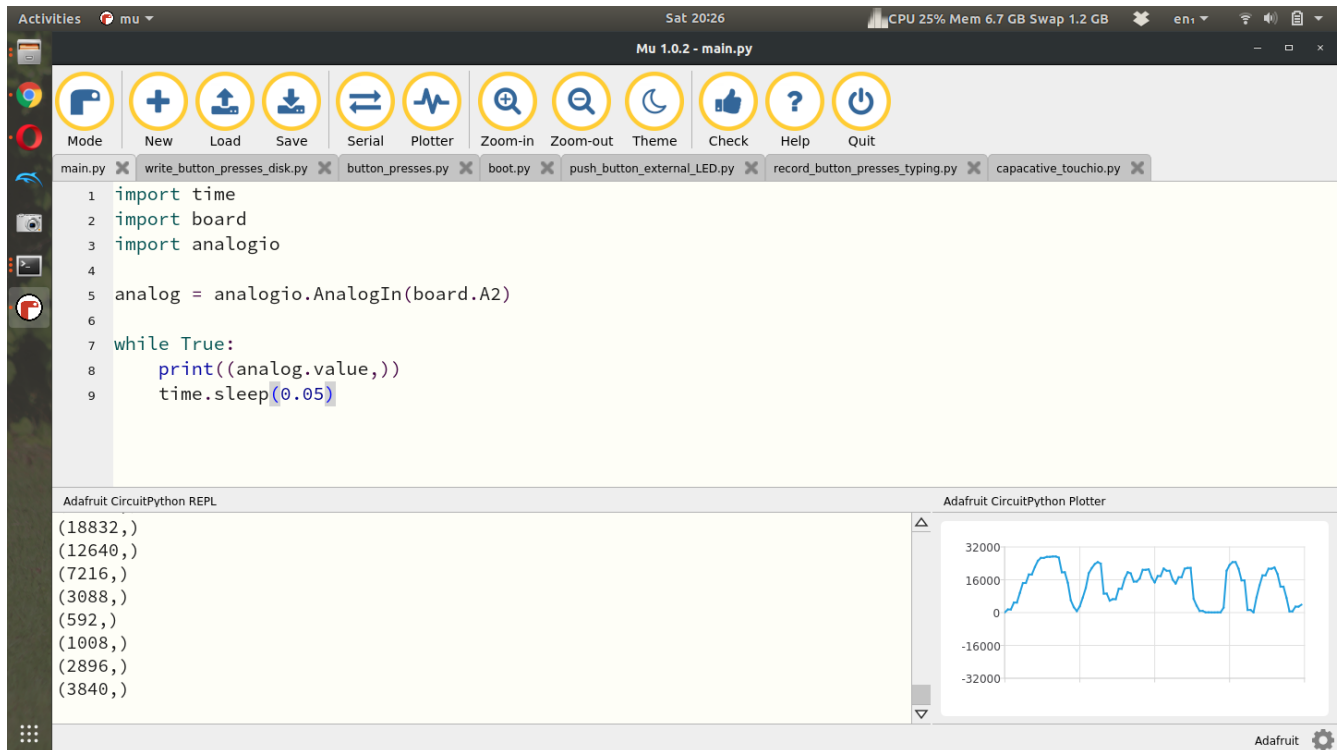 Activities mu Sat 20:26 CPU 25% Mem 6.7 GB Swap 1.2 GB en₁
Mu 1.0.2 - main.py
Mode New Load Save Serial Plotter Zoom-in Zoom-out Theme Check Help Quit
main.py write_button_presses_disk.py button_presses.py boot.py push_button_external_LED.py record_button_presses_typing.py capacative_touchio.py
1 import time
2 import board
3 import analogio
4
5 analog = analogio.AnalogIn(board.A2)
6
7 while True:
8     print((analog.value,))
9     time.sleep(0.05)
Adafruit CircuitPython REPL
(18832,)
(12640,)
(7216,)
(3088,)
(592,)
(1008,)
(2896,)
(3840,)
Adafruit CircuitPython Plotter
32000
16000
0
-16000
-32000
Adafruit